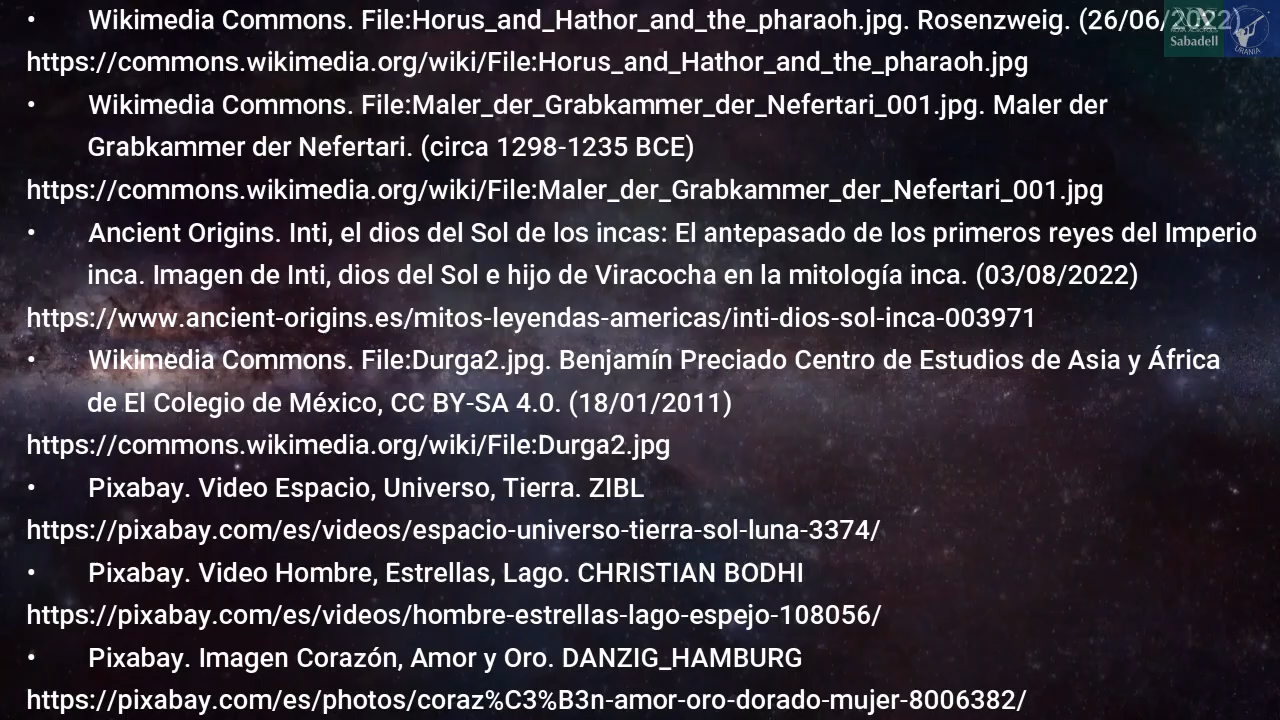 • Wikimedia Commons. File:Horus_and_Hathor_and_the_pharaoh.jpg. Rosenzweig. (26/06/2022)
https://commons.wikimedia.org/wiki/File:Horus_and_Hathor_and_the_pharaoh.jpg
• Wikimedia Commons. File:Maler_der_Grabkammer_der_Nefertari_001.jpg. Maler der
Grabkammer der Nefertari. (circa 1298-1235 BCE)
https://commons.wikimedia.org/wiki/File:Maler_der_Grabkammer_der_Nefertari_001.jpg
• Ancient Origins. Inti, el dios del Sol de los incas: El antepasado de los primeros reyes del Imperio
inca. Imagen de Inti, dios del Sol e hijo de Viracocha en la mitología inca. (03/08/2022)
https://www.ancient-origins.es/mitos-leyendas-americas/inti-dios-sol-inca-003971
• Wikimedia Commons. File:Durga2.jpg. Benjamín Preciado Centro de Estudios de Asia y África
de El Colegio de México, CC BY-SA 4.0. (18/01/2011)
https://commons.wikimedia.org/wiki/File:Durga2.jpg
• Pixabay. Video Espacio, Universo, Tierra. ZIBL
https://pixabay.com/es/videos/espacio-universo-tierra-sol-luna-3374/
• Pixabay. Video Hombre, Estrellas, Lago. CHRISTIAN BODHI
https://pixabay.com/es/videos/hombre-estrellas-lago-espejo-108056/
• Pixabay. Imagen Corazón, Amor y Oro. DANZIG_HAMBURG
https://pixabay.com/es/photos/coraz%C3%B3n-amor-oro-dorado-mujer-8006382/
Sabadell
URANIA